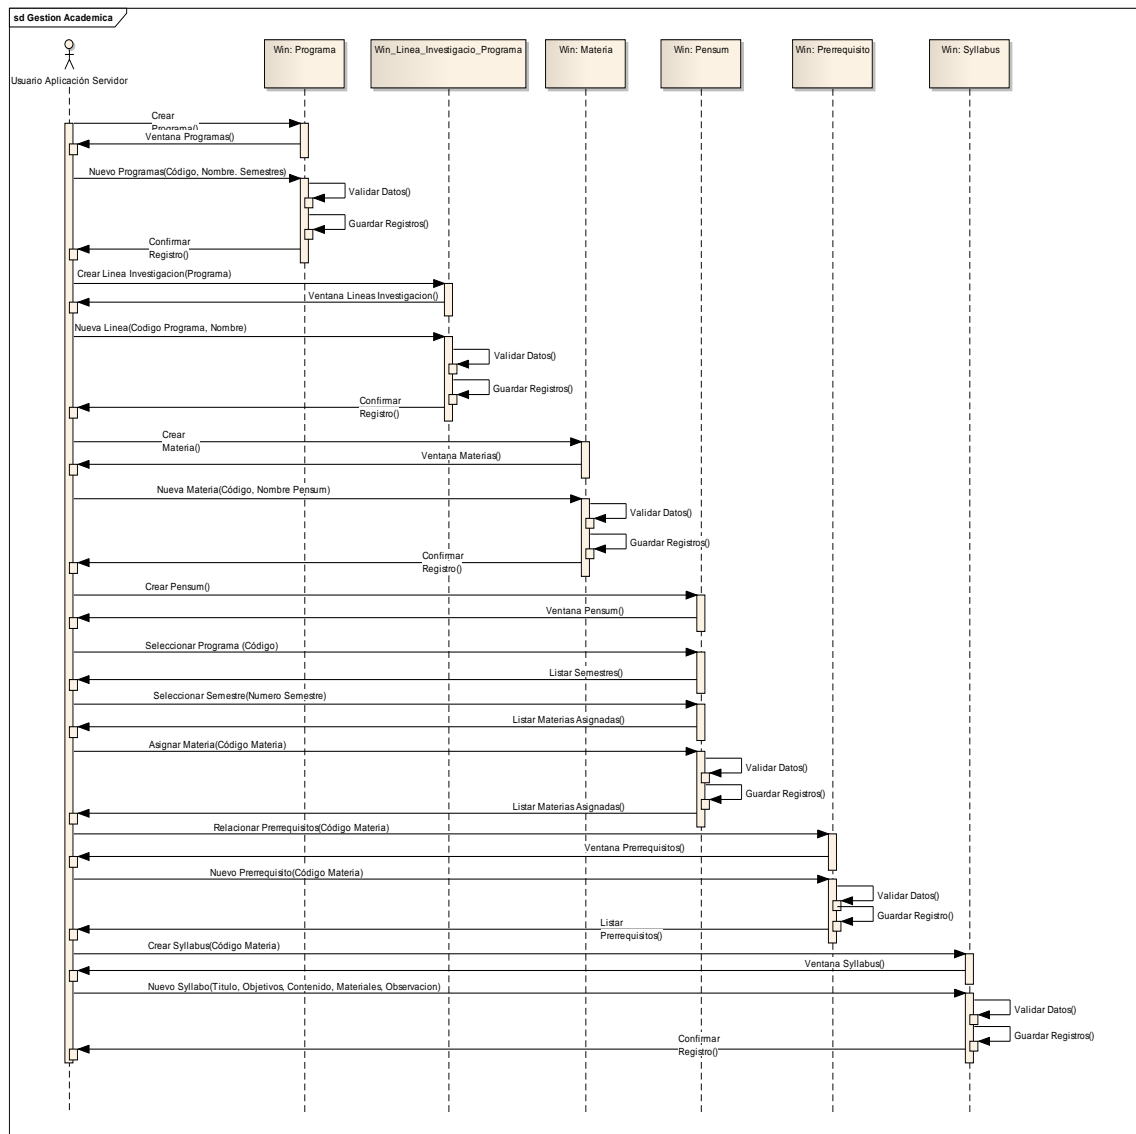 sd Gestion Academica
Usuario Aplicación Servidor
Win: Programa
Win_Linea_Investigacio_Programa
Win: Materia
Win: Pensum
Win: Prerrequisito
Win: Syllabus
Crear
Programa()
Ventana Programas()
Nuevo Programas(Código, Nombre. Semestres)
Validar Datos()
Guardar Registros()
Confirmar
Registro()
Crear Linea Investigacion(Programa)
Ventana Lineas Investigacion()
Nueva Linea(Codigo Programa, Nombre)
Validar Datos()
Guardar Registros()
Confirmar
Registro()
Crear
Materia()
Ventana Materias()
Nueva Materia(Código, Nombre Pensum)
Validar Datos()
Guardar Registros()
Confirmar
Registro()
Crear Pensum()
Ventana Pensum()
Seleccionar Programa (Código)
Listar Semestres()
Seleccionar Semestre(Numero Semestre)
Listar Materias Asignadas()
Asignar Materia(Código Materia)
Validar Datos()
Guardar Registros()
Listar Materias Asignadas()
Relacionar Prerrequisitos(Código Materia)
Ventana Prerrequisitos()
Nuevo Prerrequisito(Código Materia)
Validar Datos()
Guardar Registro()
Listar
Prerrequisitos()
Crear Syllabus(Código Materia)
Ventana Syllabus()
Nuevo Syllabo(Titulo, Objetivos, Contenido, Materiales, Observacion)
Validar Datos()
Guardar Registros()
Confirmar
Registro()